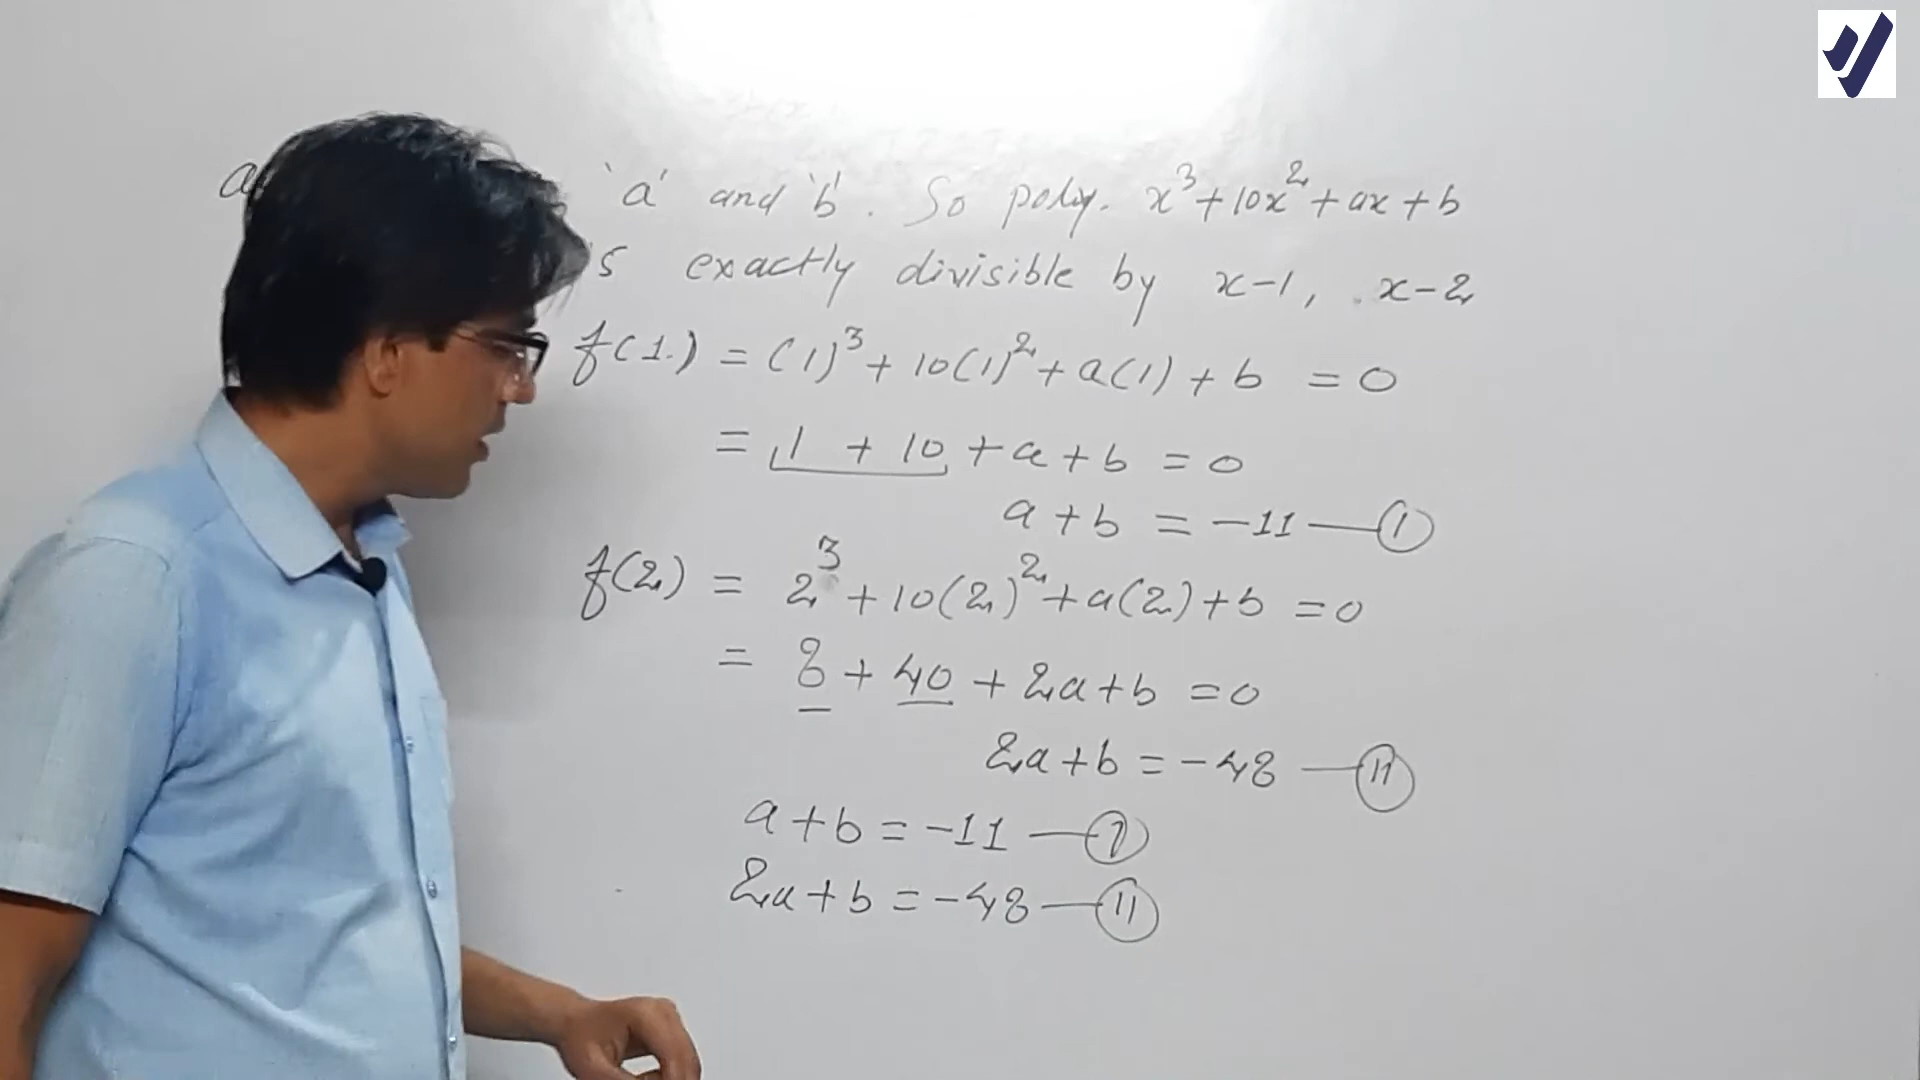 'a' and 'b'. So poly. x³+10x²+ax+b
exactly divisible by x-1, x-2
f(1) = (1)³ + 10(1)² + a(1) + b = 0
= 1 + 10 + a + b = 0
a + b = -11 — ①
f(2) = 2³ + 10(2)² + a(2) + b = 0
= 8 + 40 + 2a + b = 0
2a + b = -48 — ⑪
a + b = -11 — ①
2a + b = -48 — ⑪